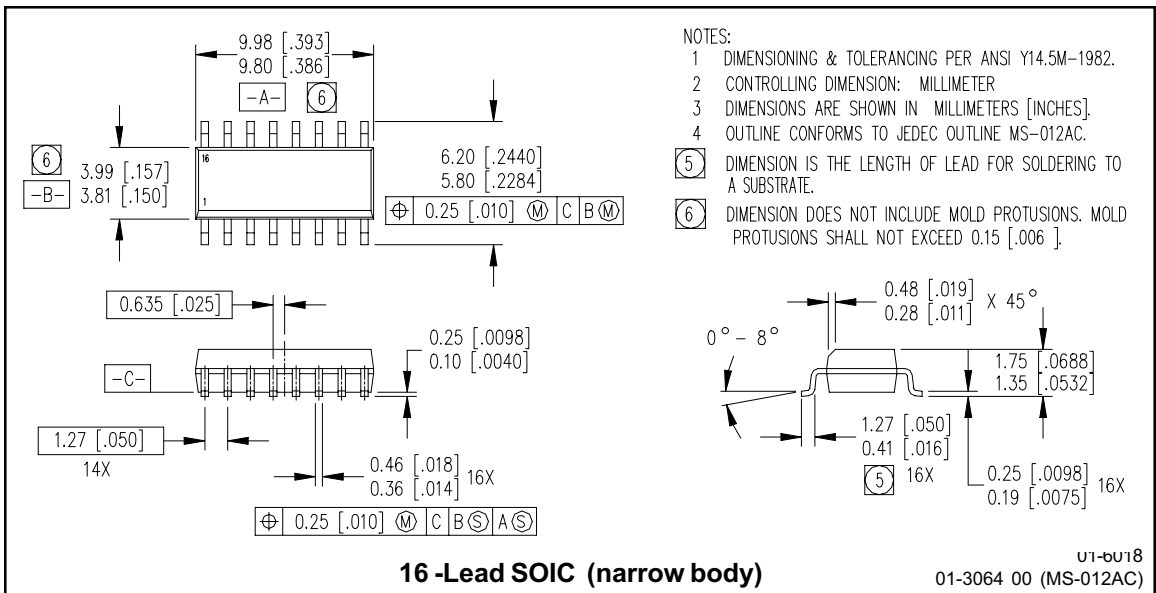 9.98 [.393]
9.80 [.386]
-A- 6
6
3.99 [.157]
3.81 [.150]
-B-
16
1
6.20 [.2440]
5.80 [.2284]
⌖ 0.25 [.010] Ⓜ C B Ⓜ
NOTES:
1 DIMENSIONING & TOLERANCING PER ANSI Y14.5M-1982.
2 CONTROLLING DIMENSION: MILLIMETER
3 DIMENSIONS ARE SHOWN IN MILLIMETERS [INCHES].
4 OUTLINE CONFORMS TO JEDEC OUTLINE MS-012AC.
5 DIMENSION IS THE LENGTH OF LEAD FOR SOLDERING TO
A SUBSTRATE.
6 DIMENSION DOES NOT INCLUDE MOLD PROTUSIONS. MOLD
PROTUSIONS SHALL NOT EXCEED 0.15 [.006 ].
0.635 [.025]
0.25 [.0098]
0.10 [.0040]
-C-
1.27 [.050]
14X
0.46 [.018]
0.36 [.014] 16X
⌖ 0.25 [.010] Ⓜ C B Ⓢ A Ⓢ
0.48 [.019]
0.28 [.011] X 45°
0° - 8°
1.75 [.0688]
1.35 [.0532]
1.27 [.050]
0.41 [.016]
5 16X
0.25 [.0098]
0.19 [.0075] 16X
16 -Lead SOIC (narrow body)
01-6018
01-3064 00 (MS-012AC)